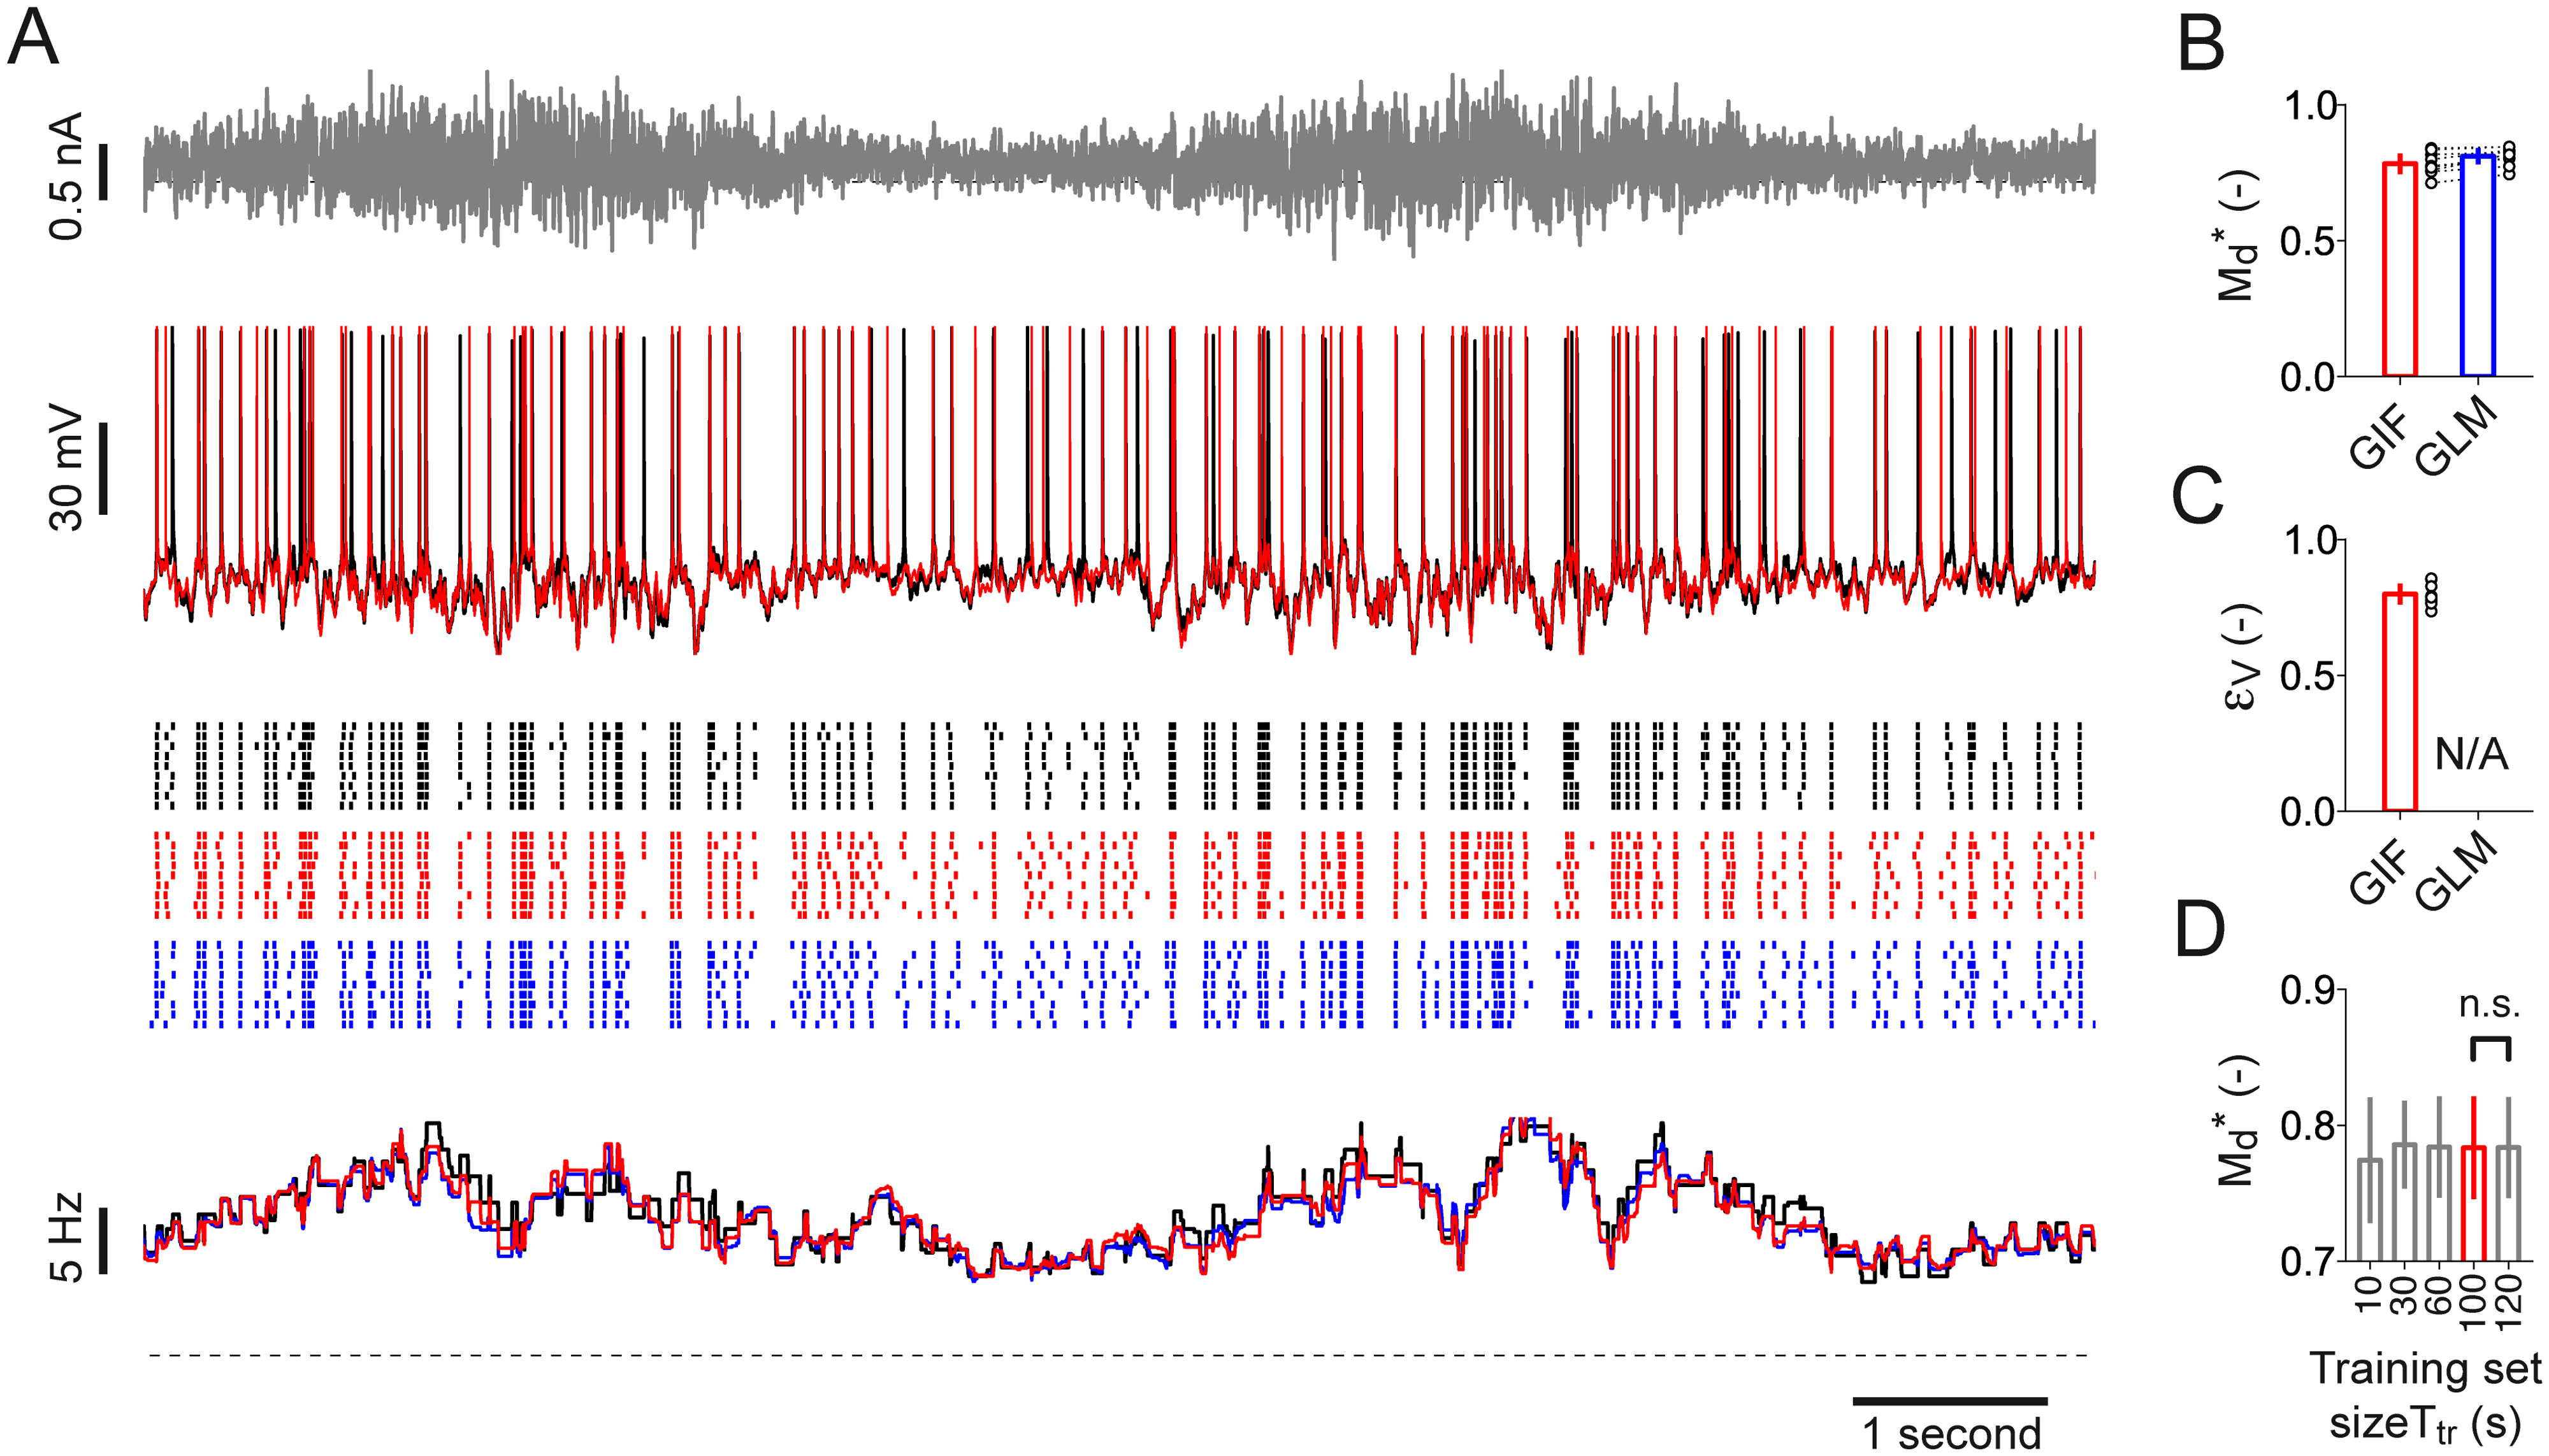 A
0.5 nA
30 mV
5 Hz
1 second
B
1.0
0.5
0.0
Md* (-)
GIF
GLM
C
1.0
0.5
0.0
εV (-)
N/A
GIF
GLM
D
0.9
0.8
0.7
Md* (-)
n.s.
10
30
60
100
120
Training set
sizeTtr (s)